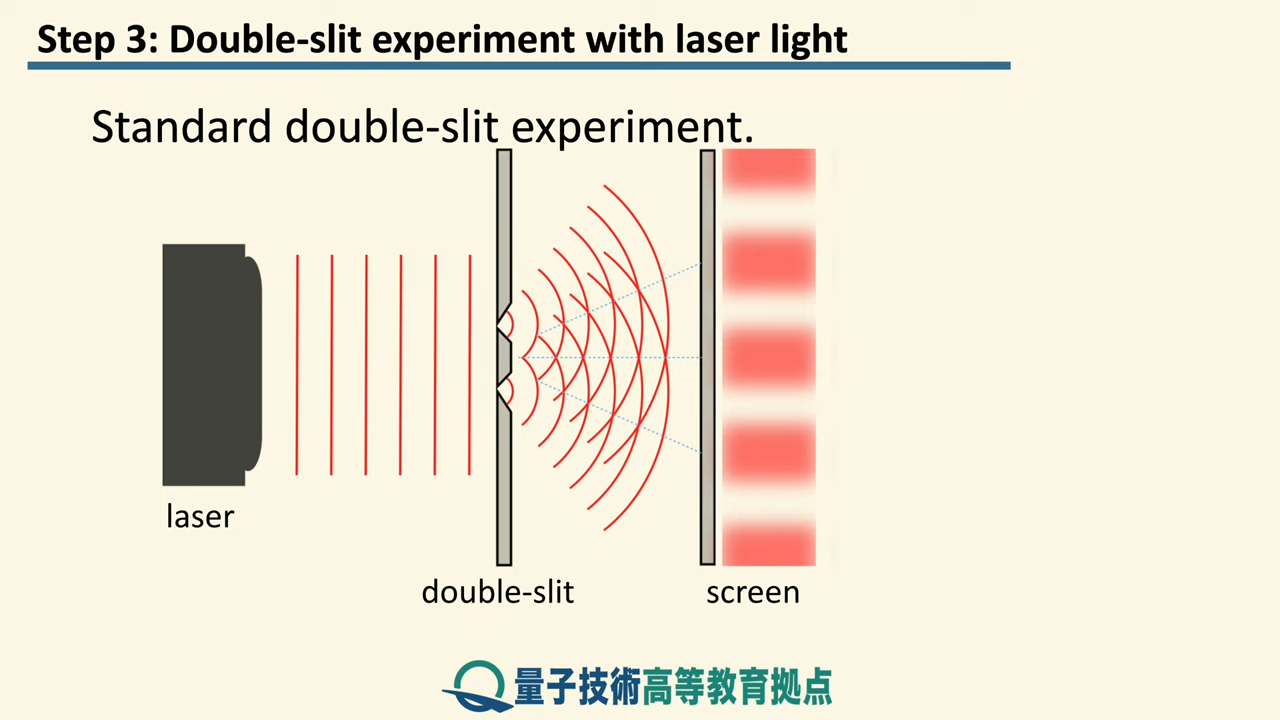 Step 3: Double-slit experiment with laser light
Standard double-slit experiment.
laser
double-slit
screen
量子技術高等教育拠点